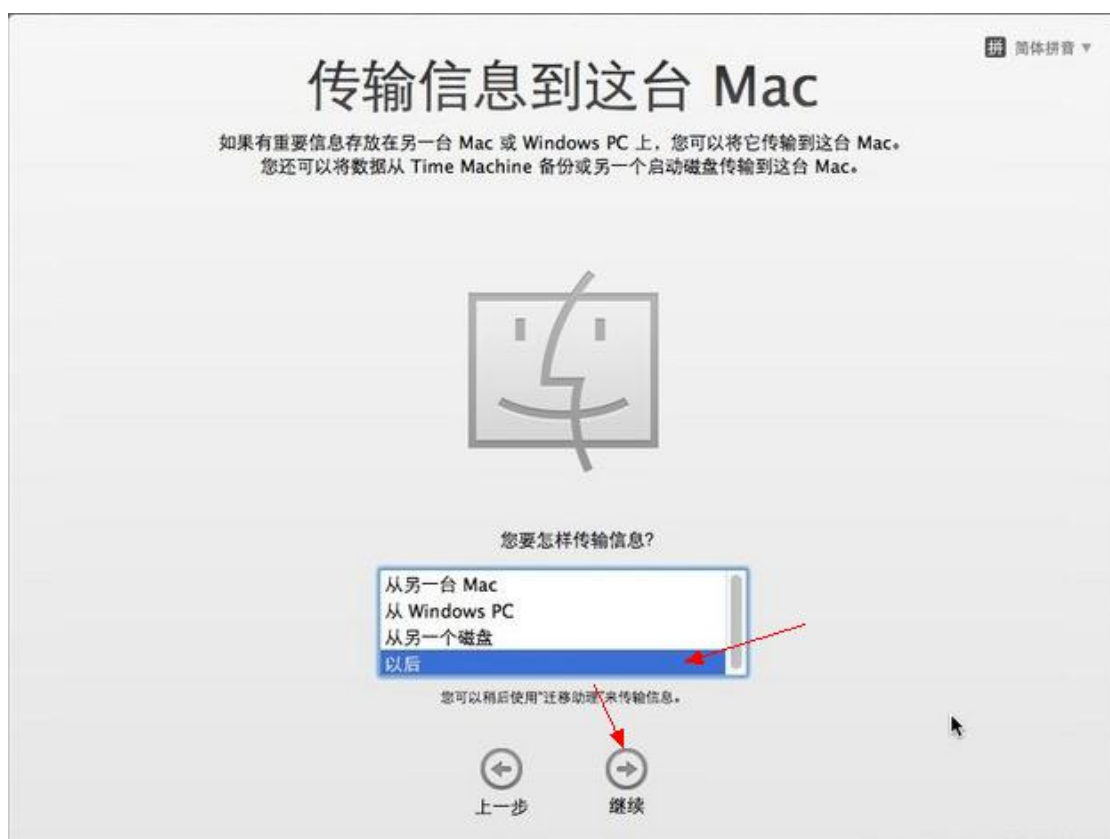 拼 简体拼音
传输信息到这台 Mac
如果有重要信息存放在另一台 Mac 或 Windows PC 上，您可以将它传输到这台 Mac。
您还可以将数据从 Time Machine 备份或另一个启动磁盘传输到这台 Mac。
您要怎样传输信息?
从另一台 Mac
从 Windows PC
从另一个磁盘
以后
您可以稍后使用“迁移助理”来传输信息。
上一步 继续